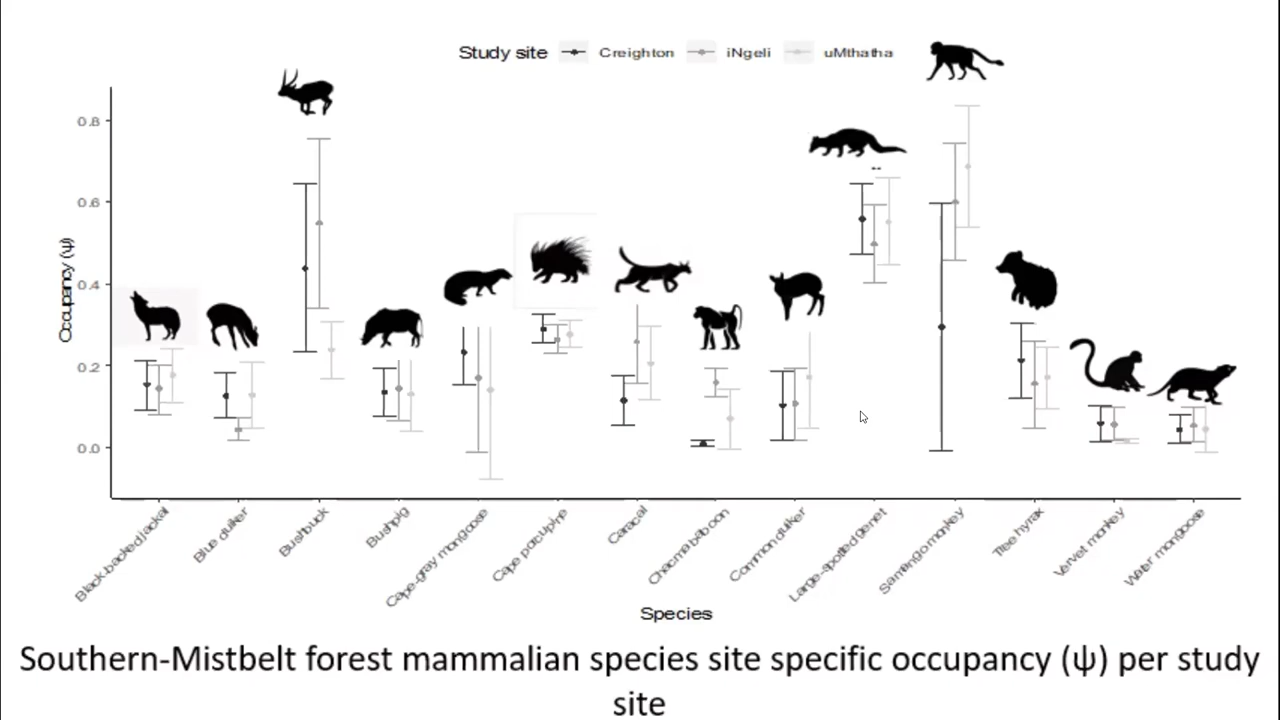 Study site Creighton iNgeli uMthatha
0.8
0.6
0.4
0.2
0.0
Occupancy (ψ)
Black-backed jackal
Blue duiker
Bushbuck
Bushpig
Cape-gray mongoose
Cape porcupine
Caracal
Chacma baboon
Common duiker
Large-spotted genet
Samango monkey
Tree hyrax
Vervet monkey
Water mongoose
Species
Southern-Mistbelt forest mammalian species site specific occupancy (ψ) per study
site